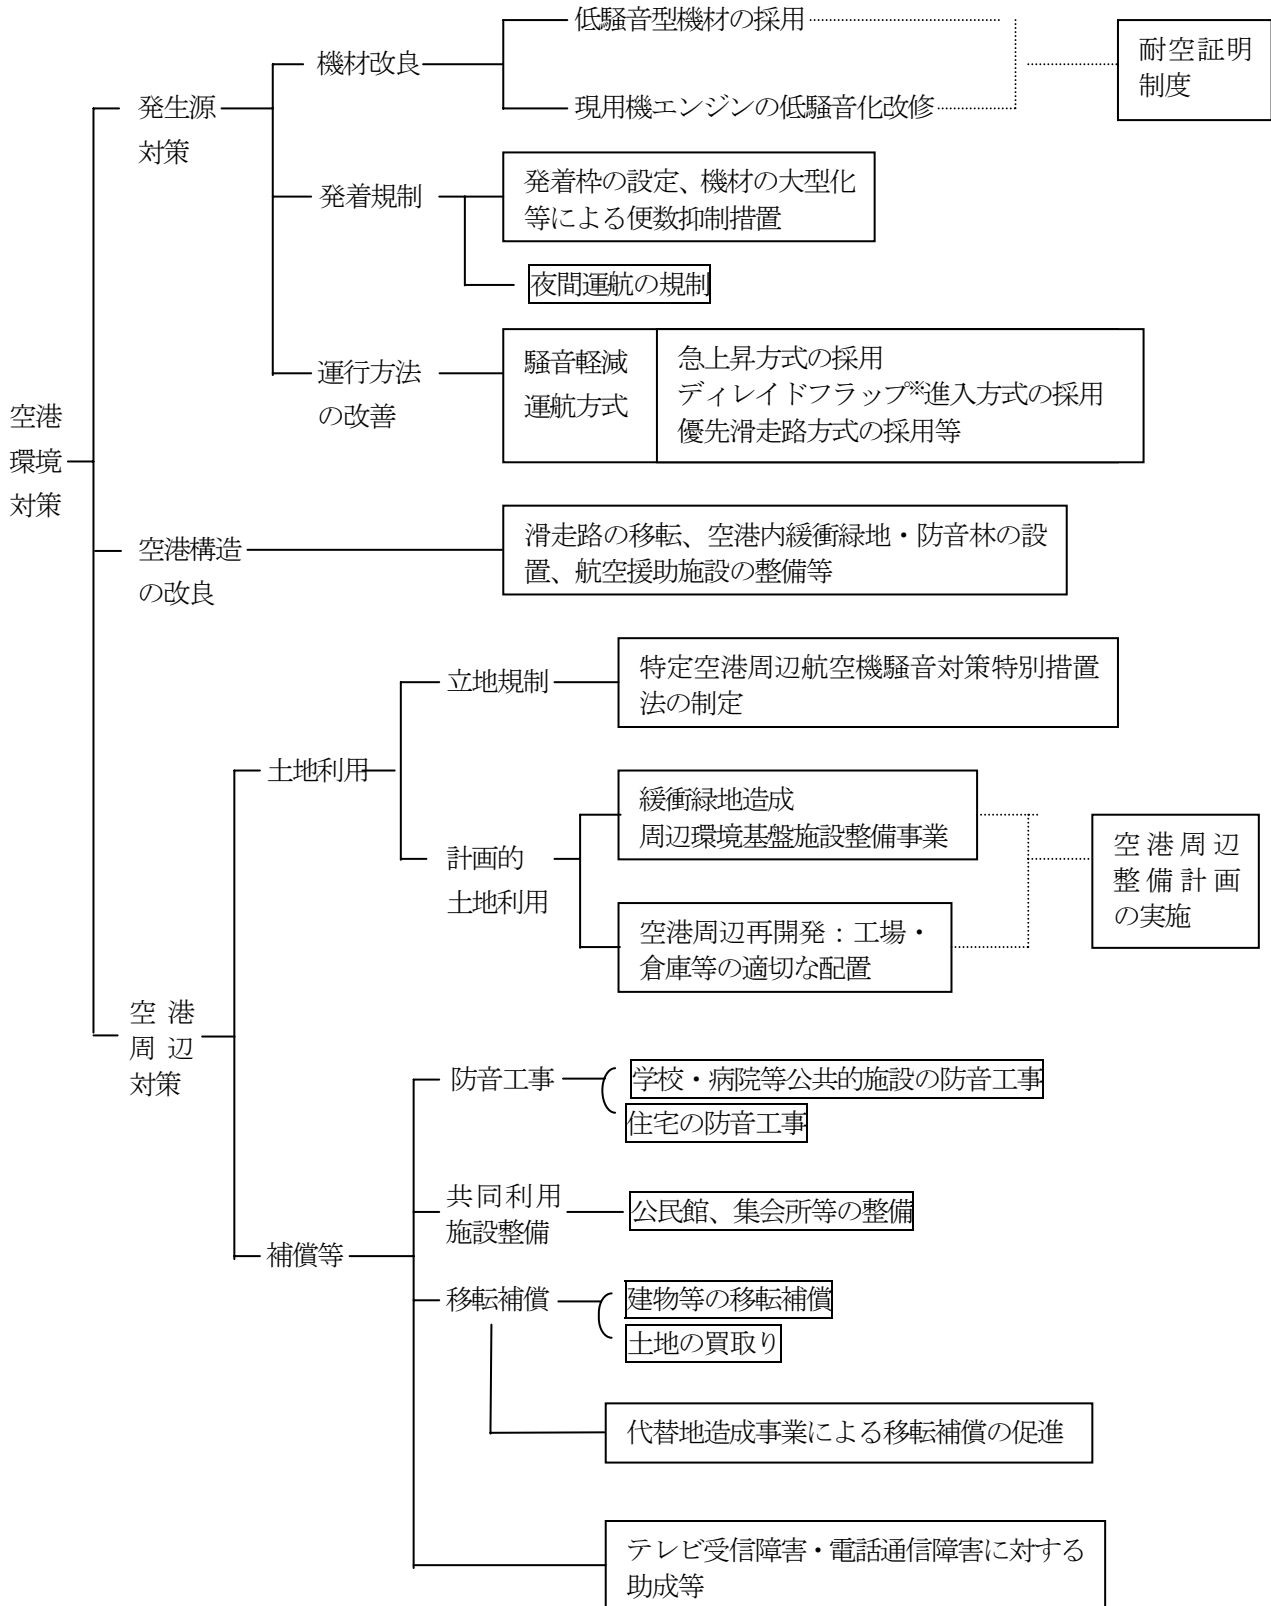 低騒音型機材の採用
機材改良
耐空証明
制度
発生源
対策
現用機エンジンの低騒音化改修
発着規制
発着枠の設定、機材の大型化
等による便数抑制措置
夜間運航の規制
運行方法
の改善
騒音軽減
運航方式
急上昇方式の採用
ディレイドフラップ※進入方式の採用
優先滑走路方式の採用等
空港
環境
対策
空港構造
の改良
滑走路の移転、空港内緩衝緑地・防音林の設
置、航空援助施設の整備等
立地規制
特定空港周辺航空機騒音対策特別措置
法の制定
土地利用
計画的
土地利用
緩衝緑地造成
周辺環境基盤施設整備事業
空港周辺再開発：工場・
倉庫等の適切な配置
空港周辺
整備計画
の実施
空港
周辺
対策
防音工事
学校・病院等公共的施設の防音工事
住宅の防音工事
共同利用
施設整備
公民館、集会所等の整備
補償等
移転補償
建物等の移転補償
土地の買取り
代替地造成事業による移転補償の促進
テレビ受信障害・電話通信障害に対する
助成等